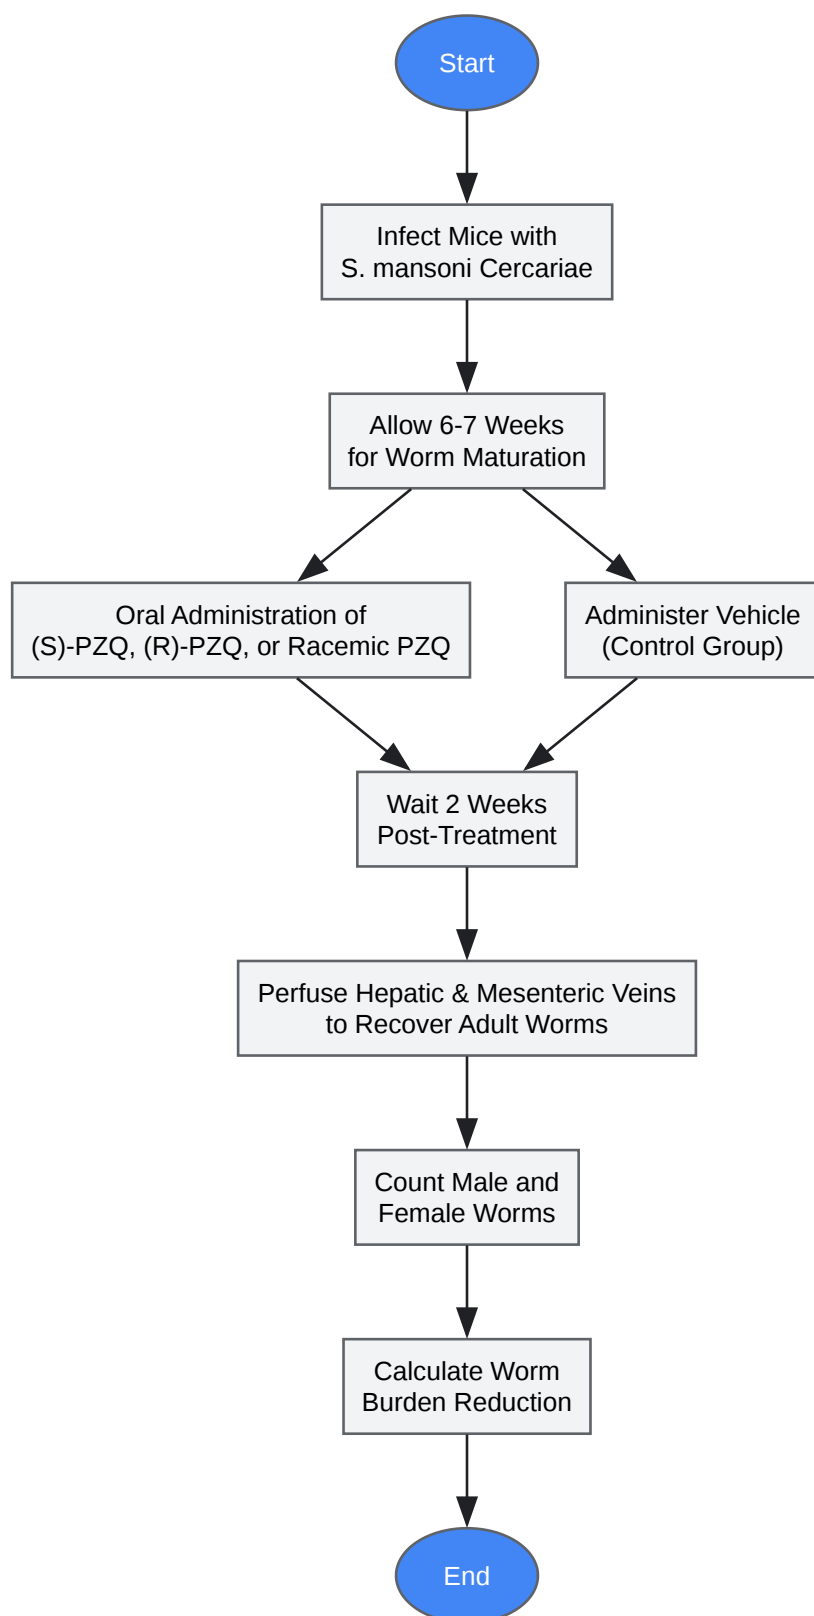 Start
Infect Mice with
S. mansoni Cercariae
Allow 6-7 Weeks
for Worm Maturation
Oral Administration of
(S)-PZQ, (R)-PZQ, or Racemic PZQ
Administer Vehicle
(Control Group)
Wait 2 Weeks
Post-Treatment
Perfuse Hepatic & Mesenteric Veins
to Recover Adult Worms
Count Male and
Female Worms
Calculate Worm
Burden Reduction
End